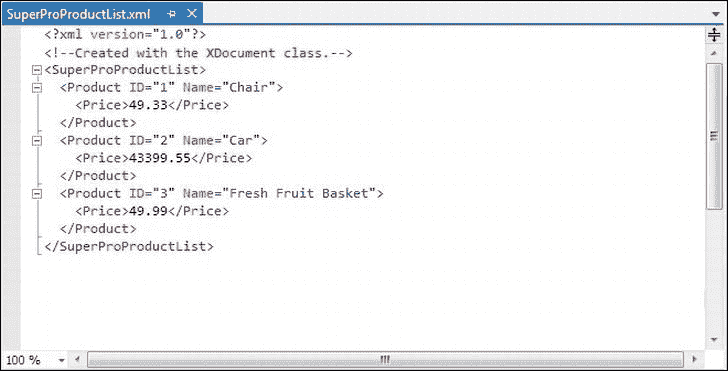 SuperProProductList.xml
<?xml version="1.0"?>
<!--Created with the XDocument class.-->
<SuperProProductList>
<Product ID="1" Name="Chair">
<Price>49.33</Price>
</Product>
<Product ID="2" Name="Car">
<Price>43399.55</Price>
</Product>
<Product ID="3" Name="Fresh Fruit Basket">
<Price>49.99</Price>
</Product>
</SuperProProductList>
100 %